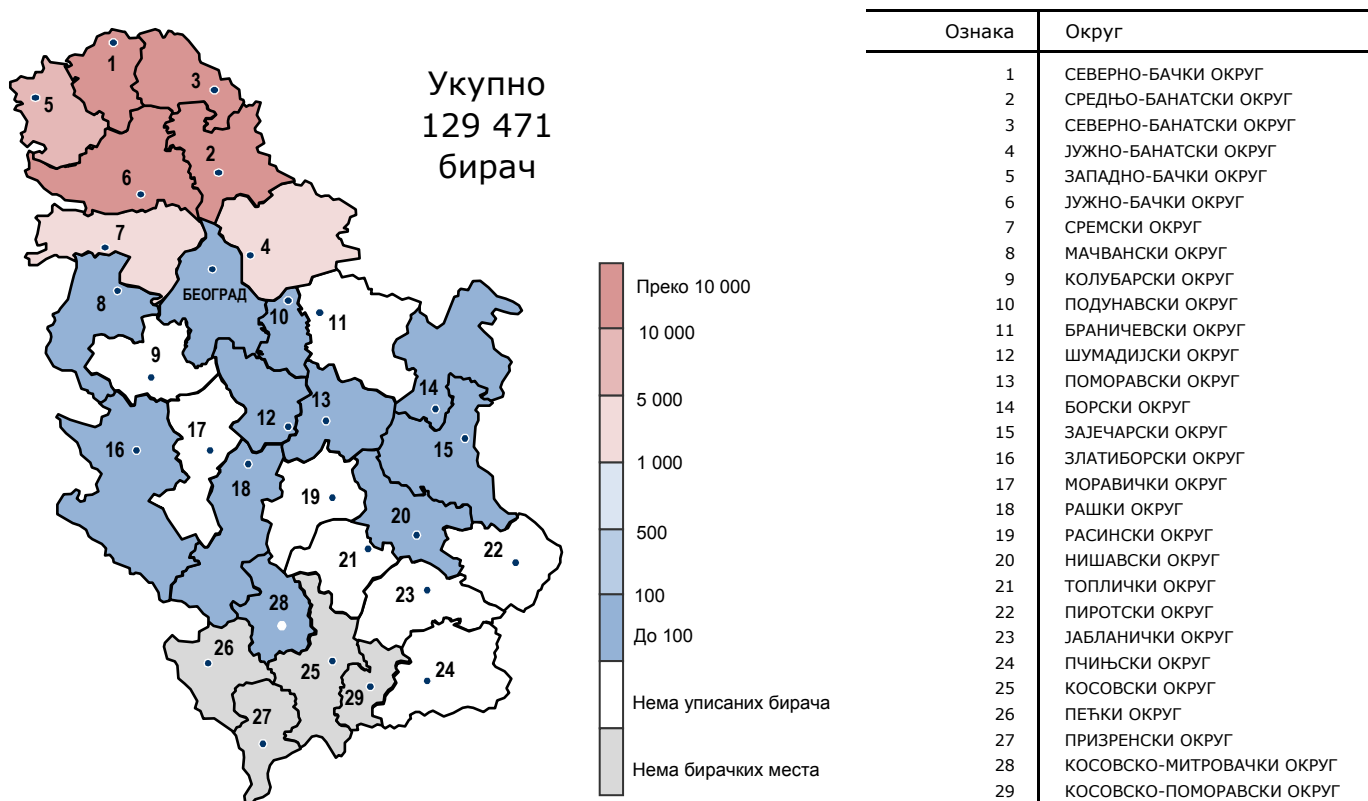 Укупно
129 471
бирач
1
3
5
2
6
7
4
БЕОГРАД
8
10
11
9
14
12
13
17
16
15
18
19
20
21
22
23
28
26
25
24
29
27
Преко 10 000
10 000
5 000
1 000
500
100
До 100
Нема уписаних бирача
Нема бирачких места
Ознака Округ
1 СЕВЕРНО-БАЧКИ ОКРУГ
2 СРЕДЊО-БАНАТСКИ ОКРУГ
3 СЕВЕРНО-БАНАТСКИ ОКРУГ
4 ЈУЖНО-БАНАТСКИ ОКРУГ
5 ЗАПАДНО-БАЧКИ ОКРУГ
6 ЈУЖНО-БАЧКИ ОКРУГ
7 СРЕМСКИ ОКРУГ
8 МАЧВАНСКИ ОКРУГ
9 КОЛУБАРСКИ ОКРУГ
10 ПОДУНАВСКИ ОКРУГ
11 БРАНИЧЕВСКИ ОКРУГ
12 ШУМАДИЈСКИ ОКРУГ
13 ПОМОРАВСКИ ОКРУГ
14 БОРСКИ ОКРУГ
15 ЗАЈЕЧАРСКИ ОКРУГ
16 ЗЛАТИБОРСКИ ОКРУГ
17 МОРАВИЧКИ ОКРУГ
18 РАШКИ ОКРУГ
19 РАСИНСКИ ОКРУГ
20 НИШАВСКИ ОКРУГ
21 ТОПЛИЧКИ ОКРУГ
22 ПИРОТСКИ ОКРУГ
23 ЈАБЛАНИЧКИ ОКРУГ
24 ПЧИЊСКИ ОКРУГ
25 КОСОВСКИ ОКРУГ
26 ПЕЋКИ ОКРУГ
27 ПРИЗРЕНСКИ ОКРУГ
28 КОСОВСКО-МИТРОВАЧКИ ОКРУГ
29 КОСОВСКО-ПОМОРАВСКИ ОКРУГ